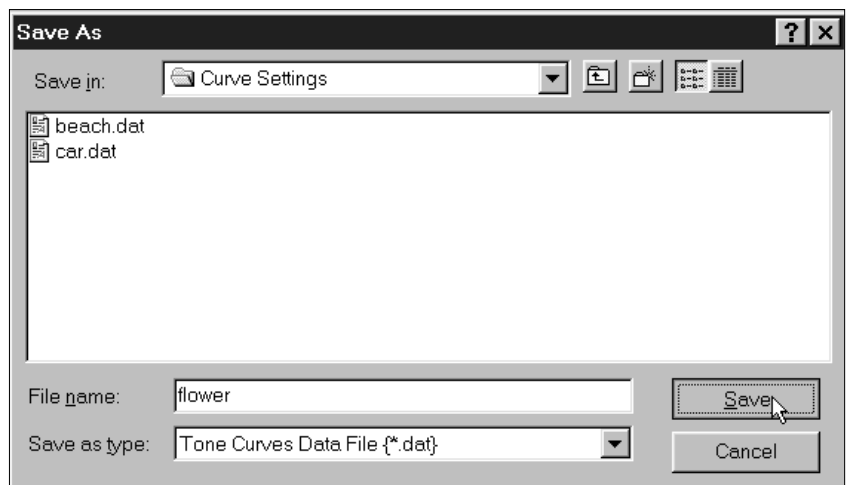 Save As
Save in:
Curve Settings
beach.dat
car.dat
File name:
flower
Save
Save as type:
Tone Curves Data File {*.dat}
Cancel